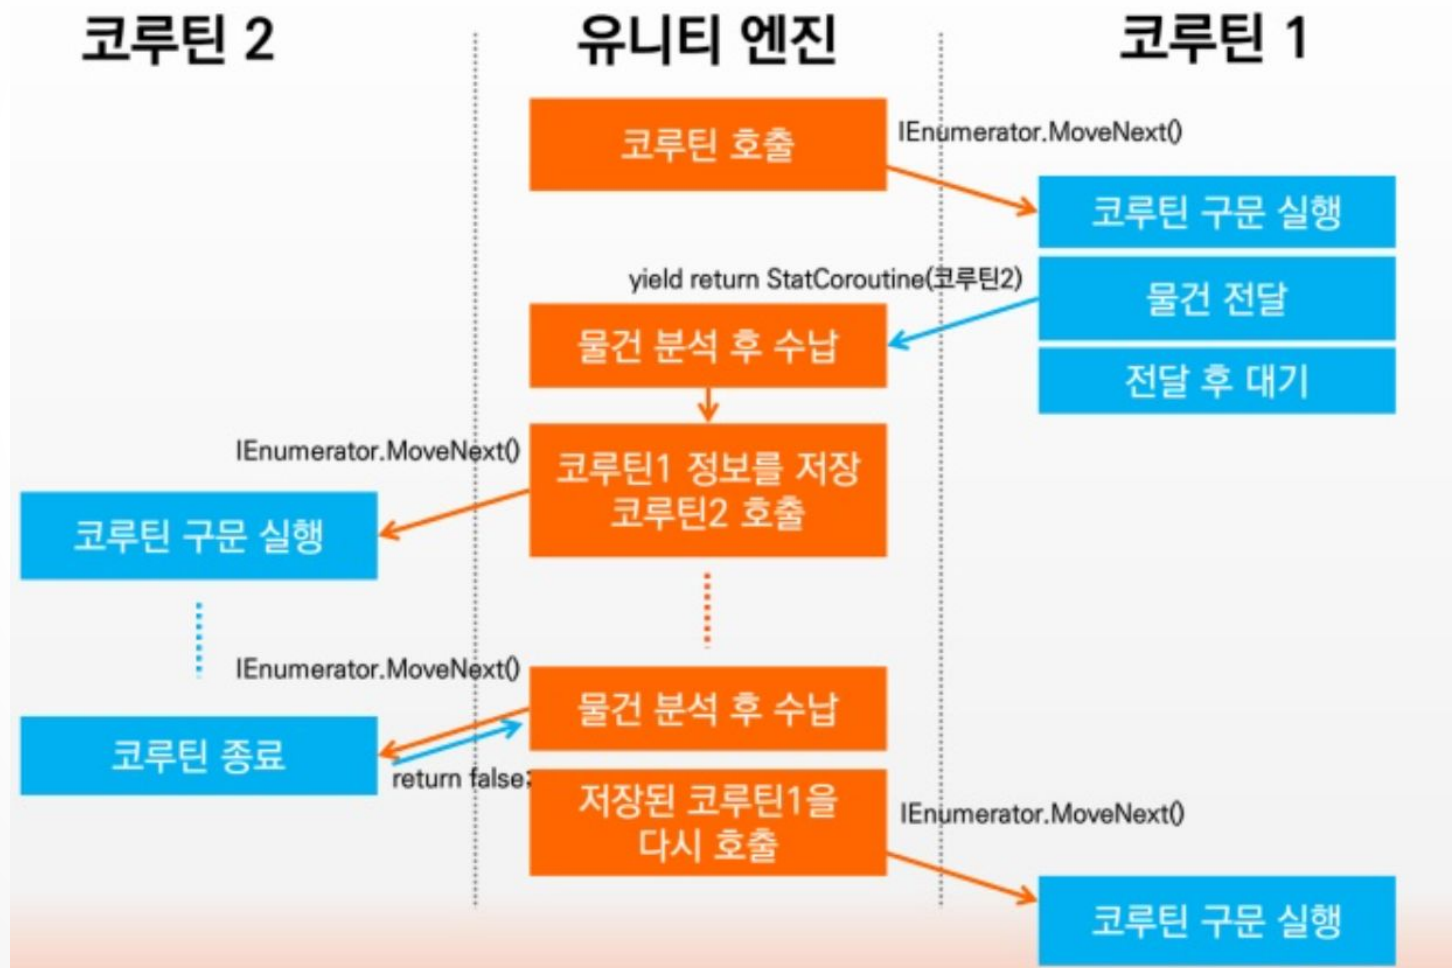 코루틴 2
유니티 엔진
코루틴 1
코루틴 호출
IEnumerator.MoveNext()
코루틴 구문 실행
yield return StatCoroutine(코루틴2)
물건 전달
물건 분석 후 수납
전달 후 대기
IEnumerator.MoveNext()
코루틴1 정보를 저장
코루틴2 호출
코루틴 구문 실행
IEnumerator.MoveNext()
물건 분석 후 수납
코루틴 종료
return false;
저장된 코루틴1을
다시 호출
IEnumerator.MoveNext()
코루틴 구문 실행